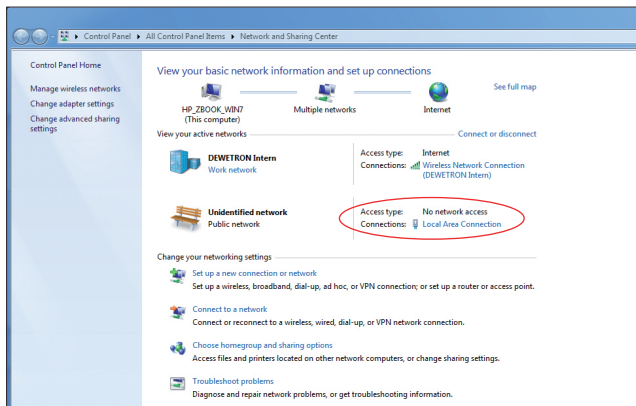 Control Panel ▸ All Control Panel Items ▸ Network and Sharing Center
Control Panel Home
Manage wireless networks
Change adapter settings
Change advanced sharing
settings
View your basic network information and set up connections
See full map
HP_ZBOOK_WIN7
(This computer)
Multiple networks
Internet
View your active networks
Connect or disconnect
DEWETRON Intern
Work network
Access type: Internet
Connections: Wireless Network Connection
(DEWETRON Intern)
Unidentified network
Public network
Access type: No network access
Connections: Local Area Connection
Change your networking settings
Set up a new connection or network
Set up a wireless, broadband, dial-up, ad hoc, or VPN connection; or set up a router or access point.
Connect to a network
Connect or reconnect to a wireless, wired, dial-up, or VPN network connection.
Choose homegroup and sharing options
Access files and printers located on other network computers, or change sharing settings.
Troubleshoot problems
Diagnose and repair network problems, or get troubleshooting information.